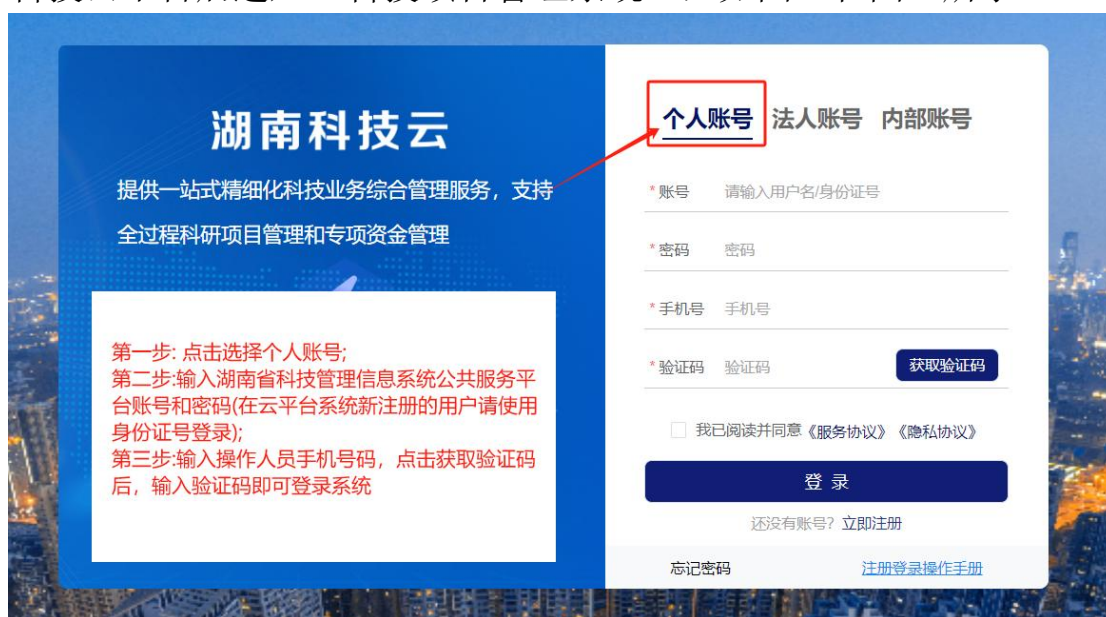 湖南科技云
提供一站式精细化科技业务综合管理服务，支持
全过程科研项目管理和专项资金管理
第一步: 点击选择个人账号;
第二步:输入湖南省科技管理信息系统公共服务平
台账号和密码(在云平台系统新注册的用户请使用
身份证号登录);
第三步:输入操作人员手机号码，点击获取验证码
后，输入验证码即可登录系统
个人账号 法人账号 内部账号
*账号 请输入用户名/身份证号
*密码 密码
*手机号 手机号
*验证码 验证码 获取验证码
我已阅读并同意《服务协议》《隐私协议》
登 录
还没有账号? 立即注册
忘记密码 注册登录操作手册